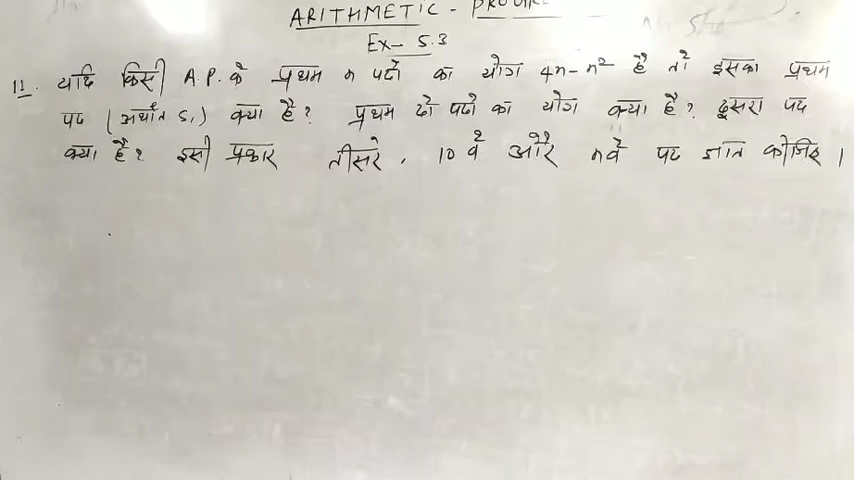 ARITHMETIC -
Ex- 5.3
11. यदि किसी A.P. के प्रथम n पदों का योग 4n-n² है तो इसका प्रथम
पद (अर्थात S₁) क्या है? प्रथम दो पदों का योग क्या है? दूसरा पद
क्या है? इसी प्रकार तीसरे, 10 वें और nवें पद ज्ञात कीजिए।